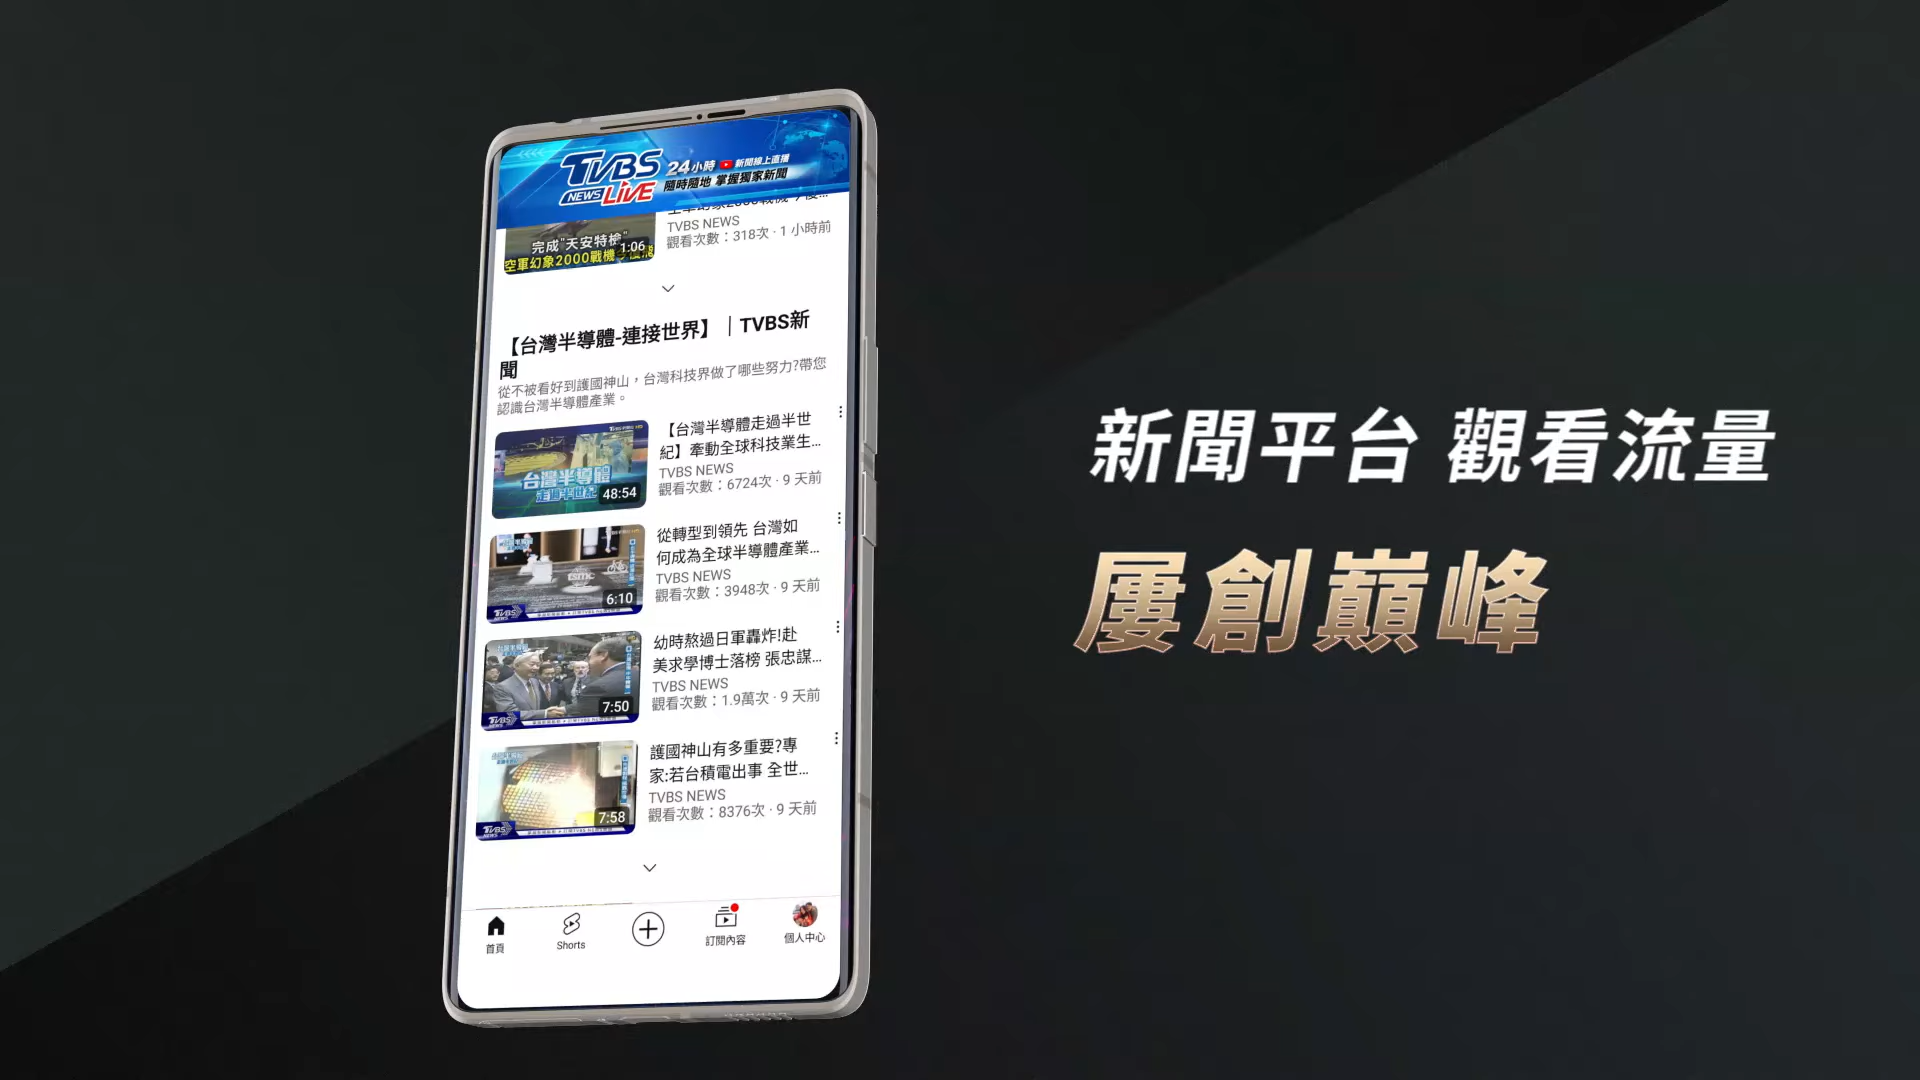 TVBS
NEWS LIVE
24小時 新聞線上直播
隨時隨地 掌握獨家新聞
TVBS NEWS
觀看次數：318次 · 1 小時前
完成"天安特檢"
1:06
空軍幻象2000戰機
【台灣半導體-連接世界】｜TVBS新
聞
從不被看好到護國神山，台灣科技界做了哪些努力?帶您
認識台灣半導體產業。
台灣半導體
走過半世紀
48:54
【台灣半導體走過半世
紀】牽動全球科技業生...
TVBS NEWS
觀看次數：6724次 · 9 天前
tsmc
6:10
TVBS
NEWS
從轉型到領先 台灣如
何成為全球半導體產業...
TVBS NEWS
觀看次數：3948次 · 9 天前
7:50
TVBS
NEWS
幼時熬過日軍轟炸!赴
美求學博士落榜 張忠謀...
TVBS NEWS
觀看次數：1.9萬次 · 9 天前
7:58
TVBS
NEWS
護國神山有多重要?專
家:若台積電出事 全世...
TVBS NEWS
觀看次數：8376次 · 9 天前
首頁
Shorts
訂閱內容
個人中心
新聞平台 觀看流量
屢創巔峰